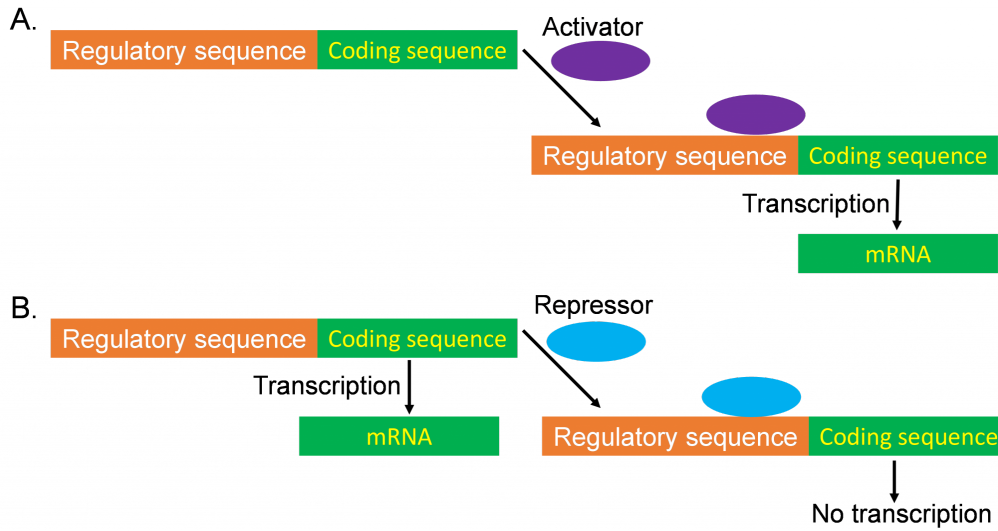 A.
Regulatory sequence Coding sequence
Activator
Regulatory sequence Coding sequence
Transcription
mRNA
B.
Regulatory sequence Coding sequence
Repressor
Transcription
mRNA
Regulatory sequence Coding sequence
No transcription